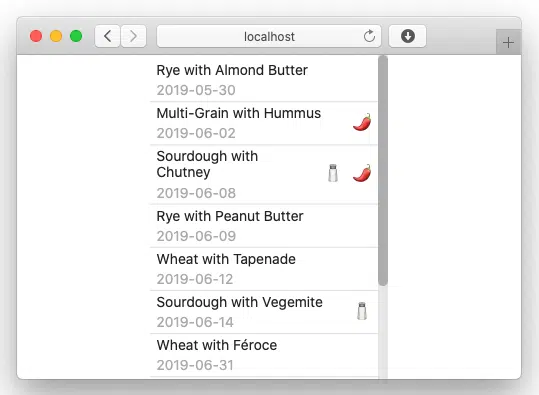 localhost
Rye with Almond Butter
2019-05-30
Multi-Grain with Hummus
2019-06-02
Sourdough with
Chutney
2019-06-08
Rye with Peanut Butter
2019-06-09
Wheat with Tapenade
2019-06-12
Sourdough with Vegemite
2019-06-14
Wheat with Féroce
2019-06-31